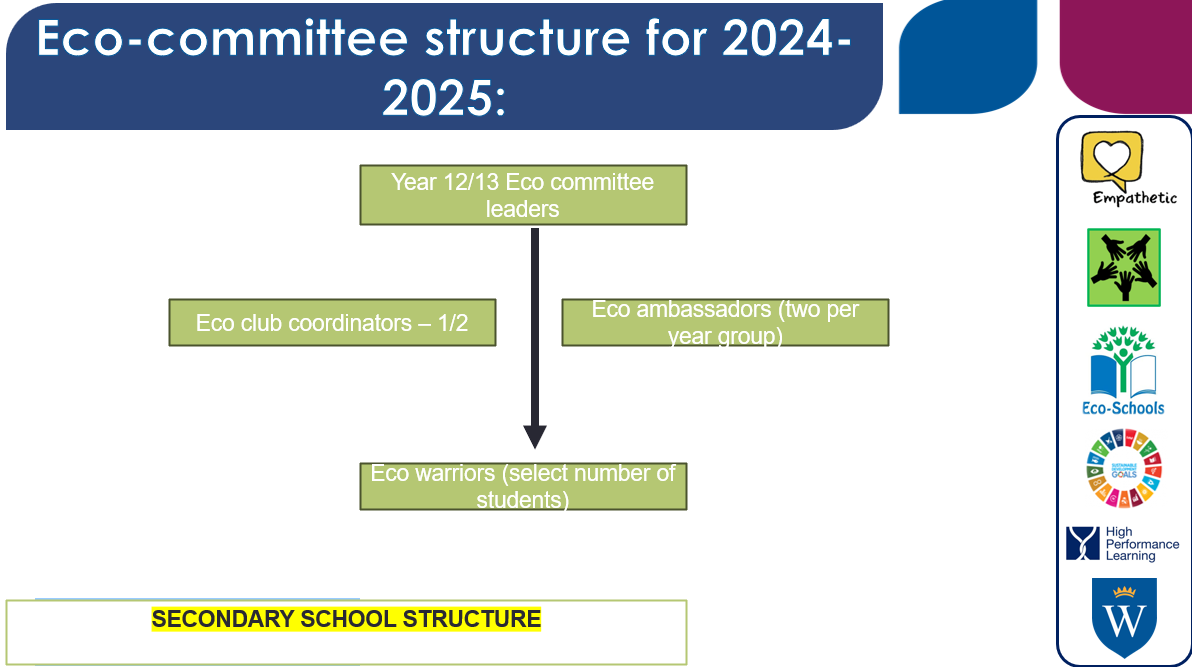 Eco-committee structure for 2024-
2025:
Year 12/13 Eco committee
leaders
Eco club coordinators – 1/2
Eco ambassadors (two per
year group)
Eco warriors (select number of
students)
SECONDARY SCHOOL STRUCTURE
Empathetic
Eco-Schools
SUSTAINABLE
DEVELOPMENT
GOALS
High
Performance
Learning
W